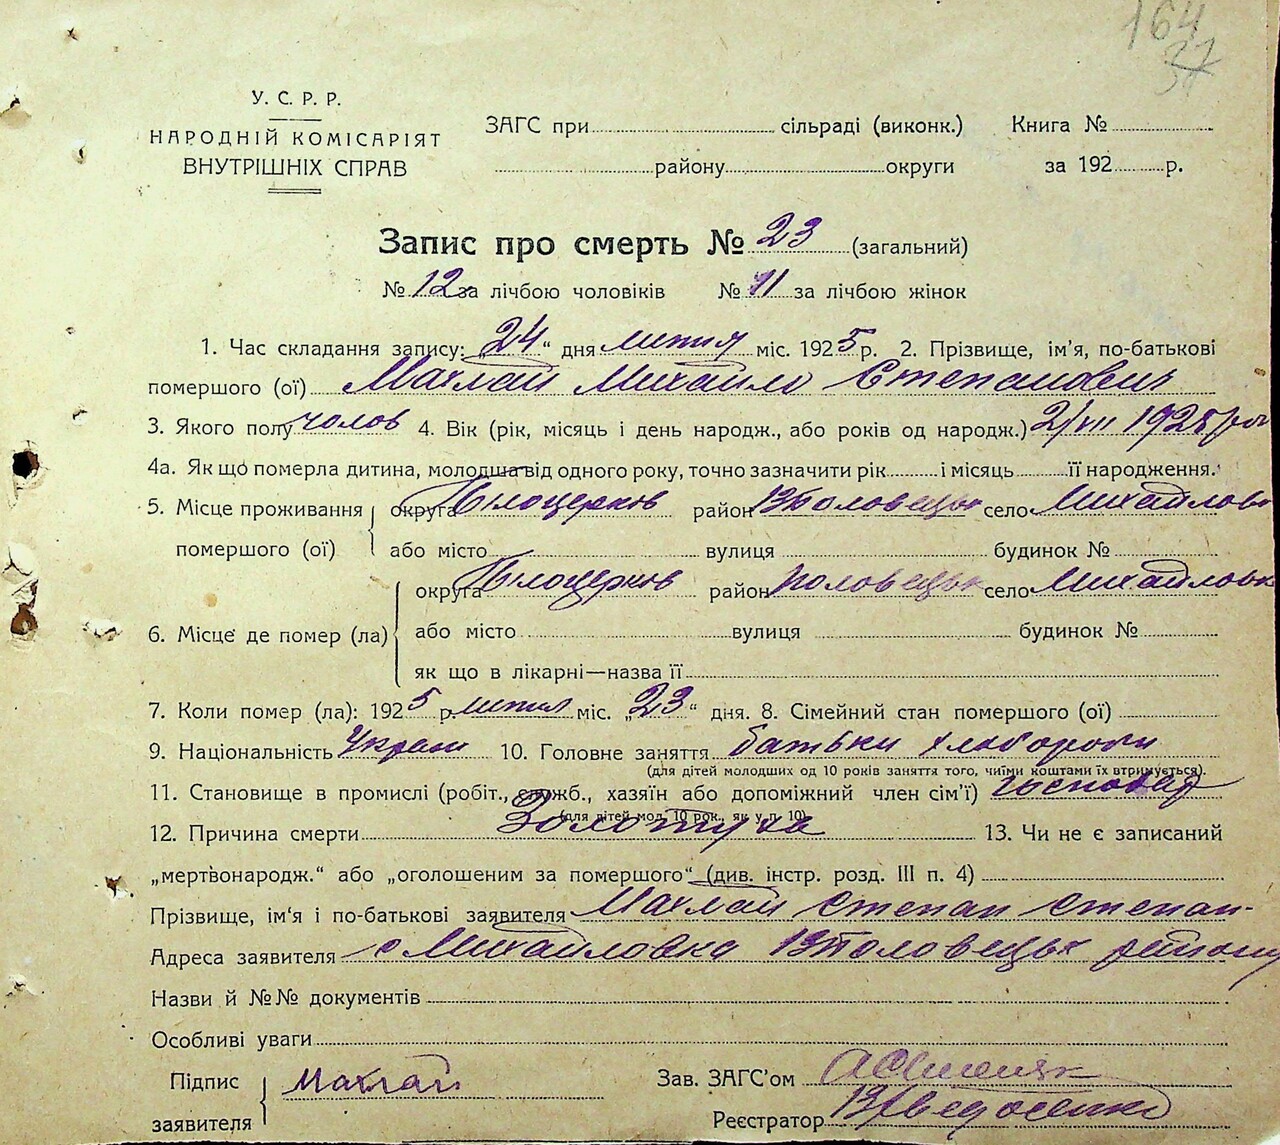 164
27
У. С. Р. Р.
НАРОДНІЙ КОМІСАРІЯТ
ВНУТРІШНІХ СПРАВ
ЗАГС при сільраді (виконк.) Книга №
району округи за 192 р.
Запис про смерть № 23 (загальний)
№ 12 за лічбою чоловіків № 11 за лічбою жінок
1. Час складання запису: „24“ дня липня міс. 1925 р. 2. Прізвище, ім'я, по-батькові
помершого (ої) Махлай Михайло Степанович
3. Якого полу чолов 4. Вік (рік, місяць і день народж., або років од народж.) 2/VII 1925 року
4а. Як що померла дитина, молодша від одного року, точно зазначити рік і місяць її народження.
5. Місце проживання округа Білоцерків район ВПоловецьк село Михайловк
помершого (ої) або місто вулиця будинок №
округа Білоцерків район Половецьк село Михайловк
6. Місце де помер (ла) або місто вулиця будинок №
як що в лікарні—назва її
7. Коли помер (ла): 1925 р. липня міс. „23“ дня. 8. Сімейний стан помершого (ої)
9. Національність Україн 10. Головне заняття батьки хлібороби
(для дітей молодших од 10 років заняття того, чиїми коштами їх втримується).
11. Становище в промислі (робіт., служб., хазяїн або допоміжний член сім'ї) господар
(для дітей мол. 10 рок., як у п. 10)
12. Причина смерти Золотуха 13. Чи не є записаний
„мертвонародж.“ або „оголошеним за помершого“ (див. інстр. розд. III п. 4)
Прізвище, ім‘я і по-батькові заявителя Махлай Степан Степан-
Адреса заявителя с Михайловка ВПоловецьк району
Назви й №№ документів
Особливі уваги
Підпис заявителя Махлай
Зав. ЗАГС'ом
Реєстратор